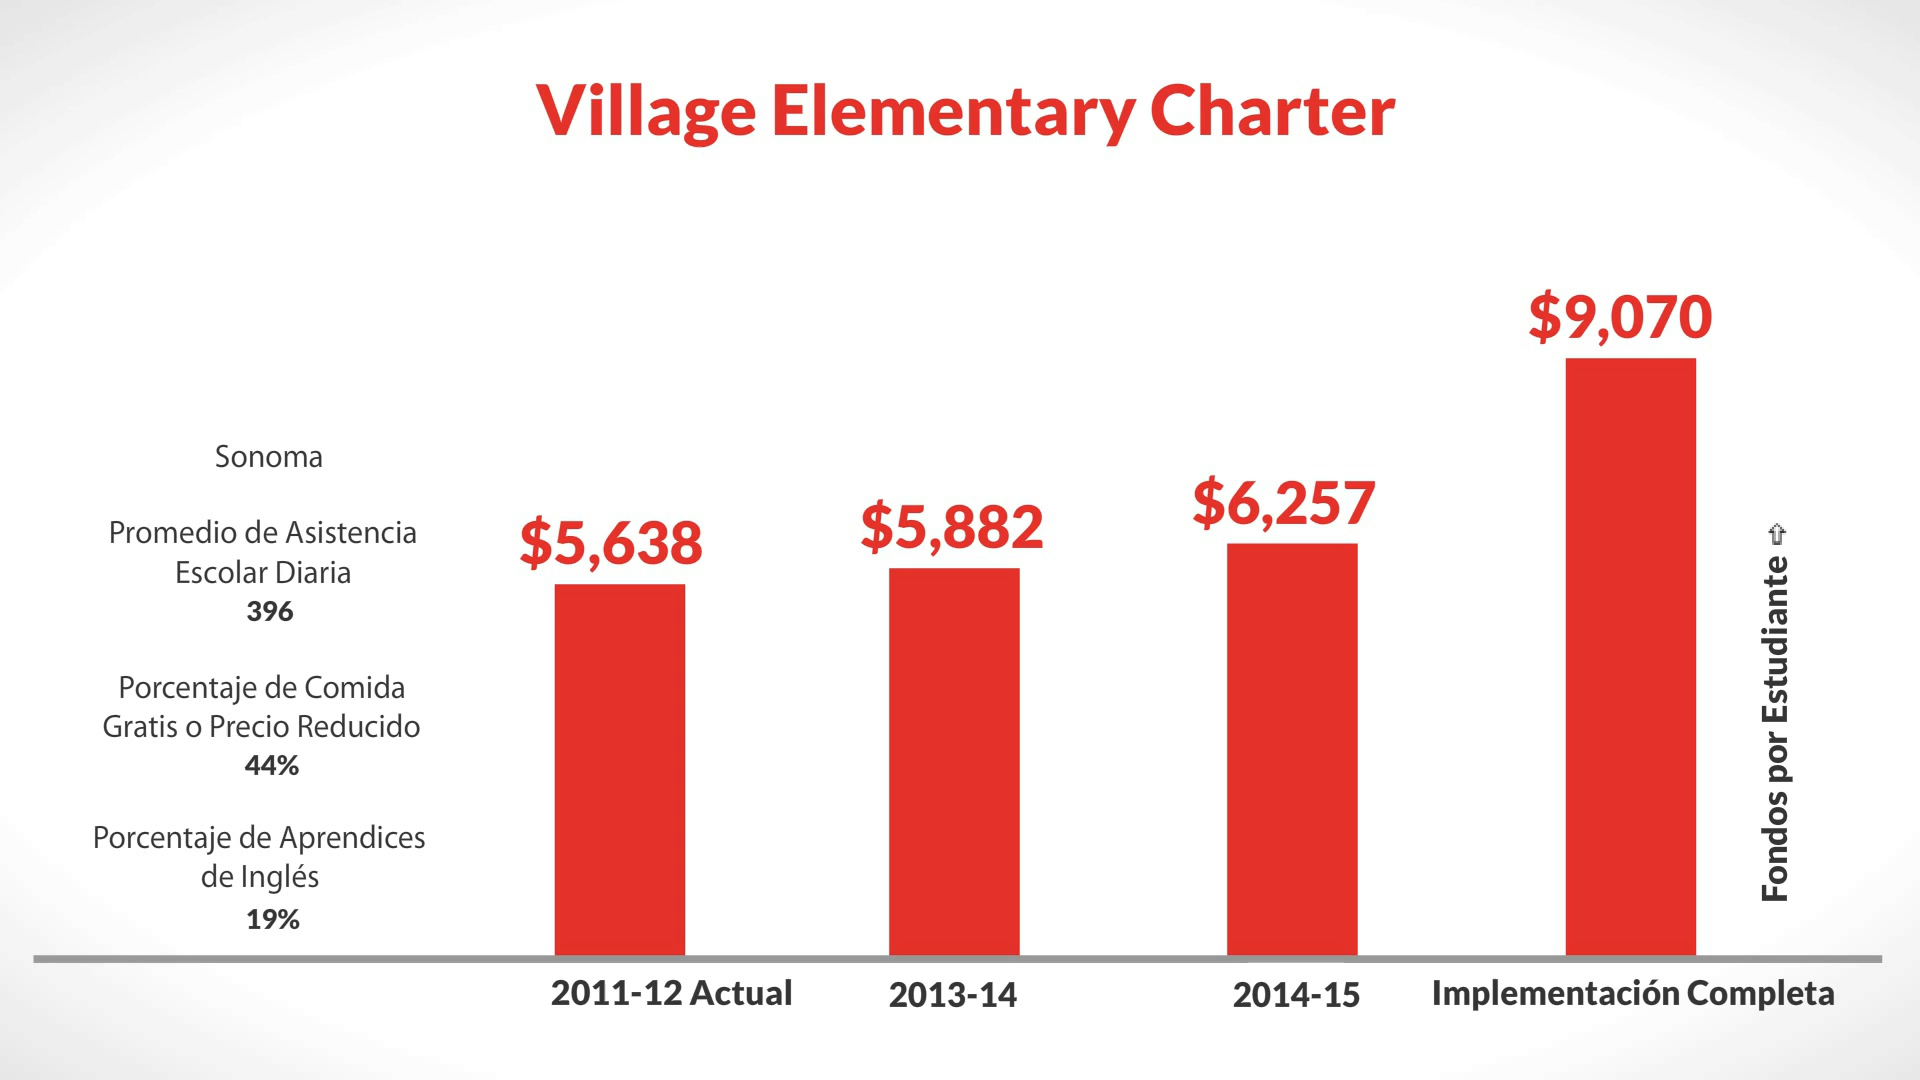 Village Elementary Charter
Sonoma
Promedio de Asistencia
Escolar Diaria
396
Porcentaje de Comida
Gratis o Precio Reducido
44%
Porcentaje de Aprendices
de Inglés
19%
$5,638
$5,882
$6,257
$9,070
Fondos por Estudiante ⇧
2011-12 Actual
2013-14
2014-15
Implementación Completa